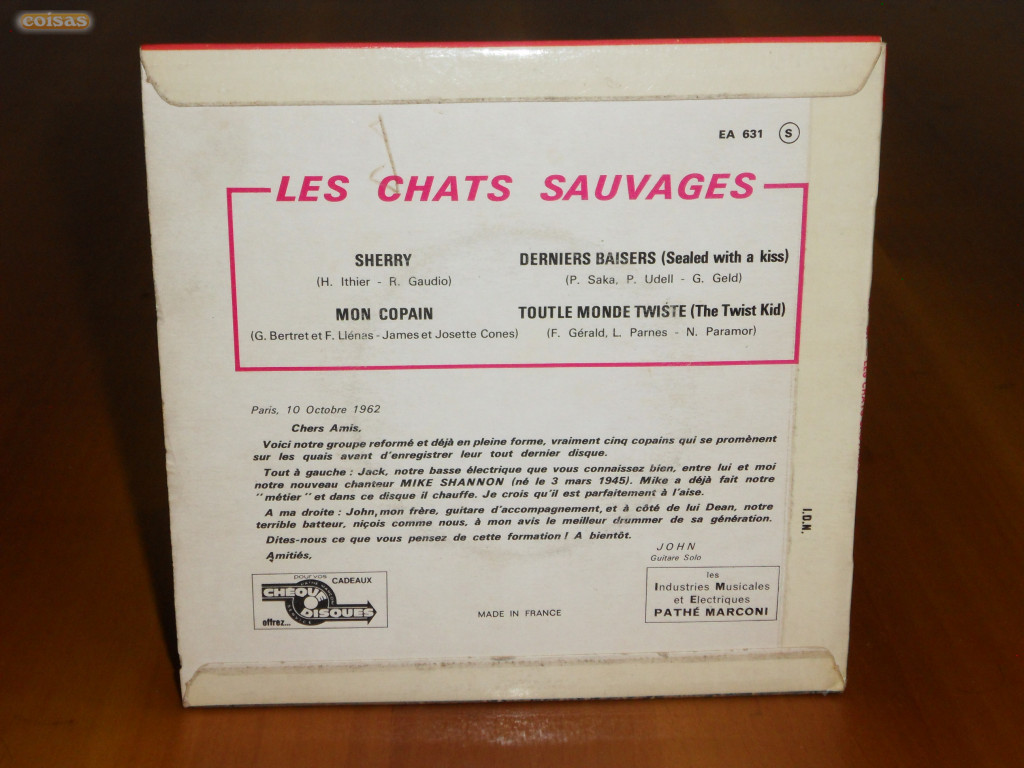 coisas
EA 631 S
LES CHATS SAUVAGES
SHERRY
(H. Ithier - R. Gaudio)
MON COPAIN
(G. Bertret et F. Llénas - James et Josette Cones)
DERNIERS BAISERS (Sealed with a kiss)
(P. Saka, P. Udell - G. Geld)
TOUT LE MONDE TWISTE (The Twist Kid)
(F. Gérald, L. Parnes - N. Paramor)
Paris, 10 Octobre 1962
Chers Amis,
Voici notre groupe reformé et déjà en pleine forme, vraiment cinq copains qui se promènent
sur les quais avant d'enregistrer leur tout dernier disque.
Tout à gauche : Jack, notre basse électrique que vous connaissez bien, entre lui et moi
notre nouveau chanteur MIKE SHANNON (né le 3 mars 1945). Mike a déjà fait notre
"métier" et dans ce disque il chauffe. Je crois qu'il est parfaitement à l'aise.
A ma droite : John, mon frère, guitare d'accompagnement, et à côté de lui Dean, notre
terrible batteur, niçois comme nous, à mon avis le meilleur drummer de sa génération.
Dites-nous ce que vous pensez de cette formation ! A bientôt.
Amitiés,
JOHN
Guitare Solo
pour vos CADEAUX
CHÈQUE
DISQUES
offrez...
MADE IN FRANCE
les
Industries Musicales
et Electriques
PATHÉ MARCONI
I.D.N.